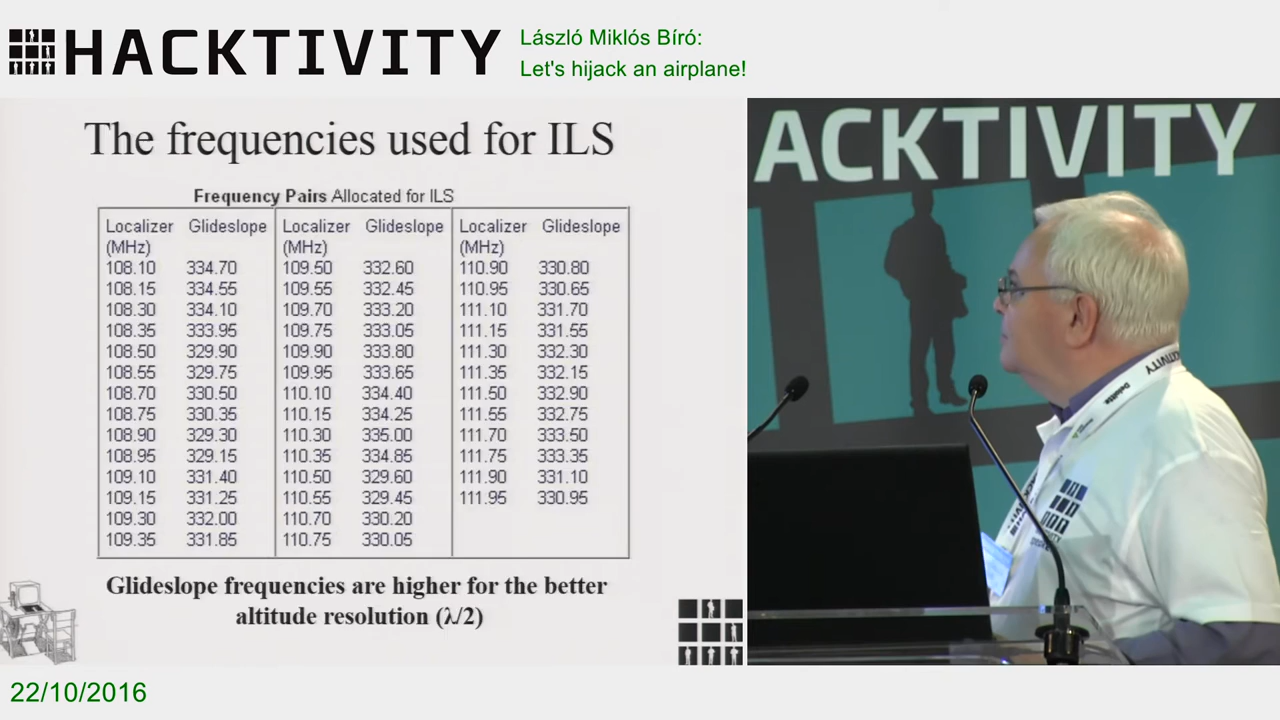 HACKTIVITY
László Miklós Bíró:
Let's hijack an airplane!
The frequencies used for ILS
Frequency Pairs Allocated for ILS
Localizer Glideslope Localizer Glideslope Localizer Glideslope
(MHz) (MHz) (MHz)
108.10 334.70 109.50 332.60 110.90 330.80
108.15 334.55 109.55 332.45 110.95 330.65
108.30 334.10 109.70 333.20 111.10 331.70
108.35 333.95 109.75 333.05 111.15 331.55
108.50 329.90 109.90 333.80 111.30 332.30
108.55 329.75 109.95 333.65 111.35 332.15
108.70 330.50 110.10 334.40 111.50 332.90
108.75 330.35 110.15 334.25 111.55 332.75
108.90 329.30 110.30 335.00 111.70 333.50
108.95 329.15 110.35 334.85 111.75 333.35
109.10 331.40 110.50 329.60 111.90 331.10
109.15 331.25 110.55 329.45 111.95 330.95
109.30 332.00 110.70 330.20
109.35 331.85 110.75 330.05
Glideslope frequencies are higher for the better
altitude resolution (λ/2)
ACKTIVITY
Deloitte
22/10/2016